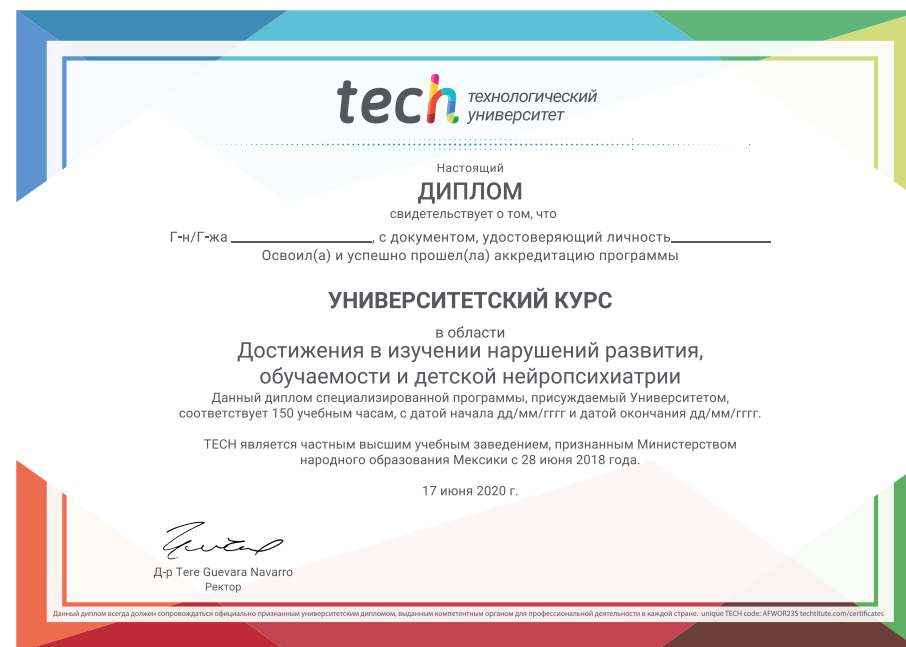 tech технологический
университет
Настоящий
ДИПЛОМ
свидетельствует о том, что
Г-н/Г-жа , с документом, удостоверяющий личность
Освоил(а) и успешно прошел(ла) аккредитацию программы
УНИВЕРСИТЕТСКИЙ КУРС
в области
Достижения в изучении нарушений развития,
обучаемости и детской нейропсихиатрии
Данный диплом специализированной программы, присуждаемый Университетом,
соответствует 150 учебным часам, с датой начала дд/мм/гггг и датой окончания дд/мм/гггг.
TECH является частным высшим учебным заведением, признанным Министерством
народного образования Мексики с 28 июня 2018 года.
17 июня 2020 г.
Д-р Tere Guevara Navarro
Ректор
Данный диплом всегда должен сопровождаться официально признанным университетским дипломом, выданным компетентным органом для профессиональной деятельности в каждой стране. unique TECH code: AFWOR23S techtitute.com/certificates